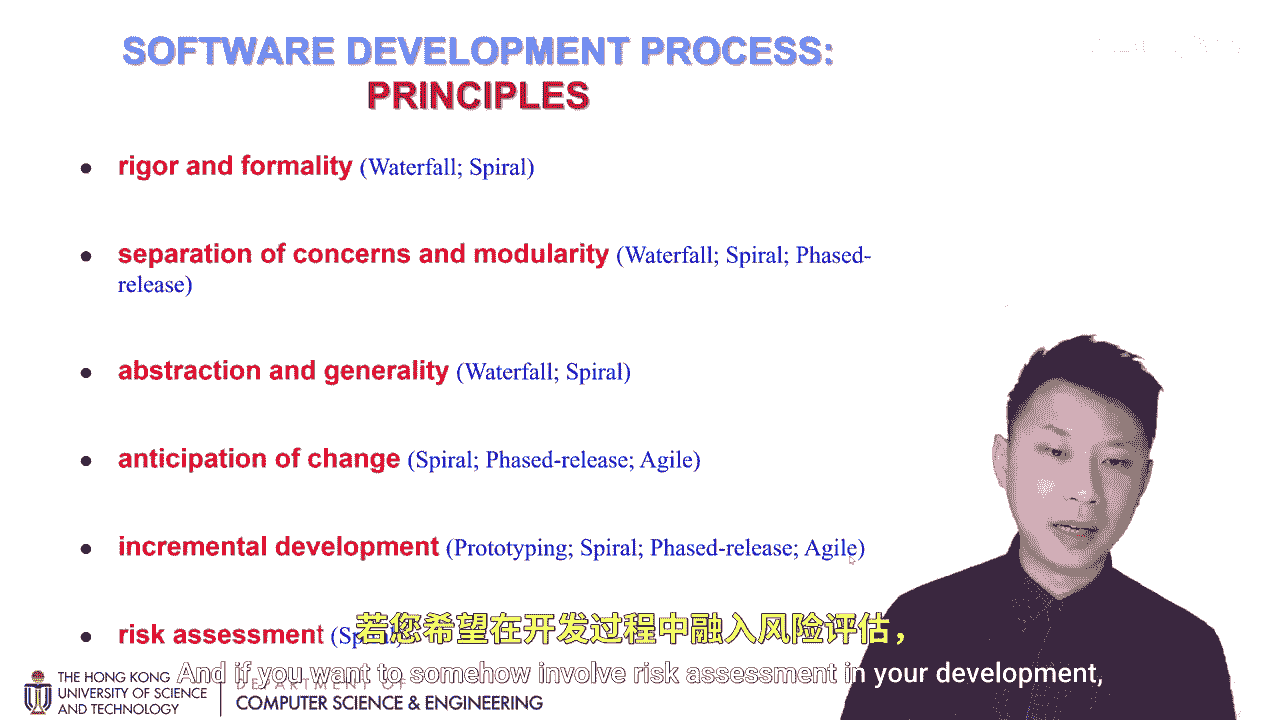 SOFTWARE DEVELOPMENT PROCESS:
PRINCIPLES
● rigor and formality (Waterfall; Spiral)
● separation of concerns and modularity (Waterfall; Spiral; Phased-
release)
● abstraction and generality (Waterfall; Spiral)
● anticipation of change (Spiral; Phased-release; Agile)
● incremental development (Prototyping; Spiral; Phased-release; Agile)
● risk assessment
若您希望在开发过程中融入风险评估，
And if you want to somehow involve risk assessment in your development,
THE HONG KONG
UNIVERSITY OF SCIENCE
AND TECHNOLOGY
DEPARTMENT OF
COMPUTER SCIENCE & ENGINEERING